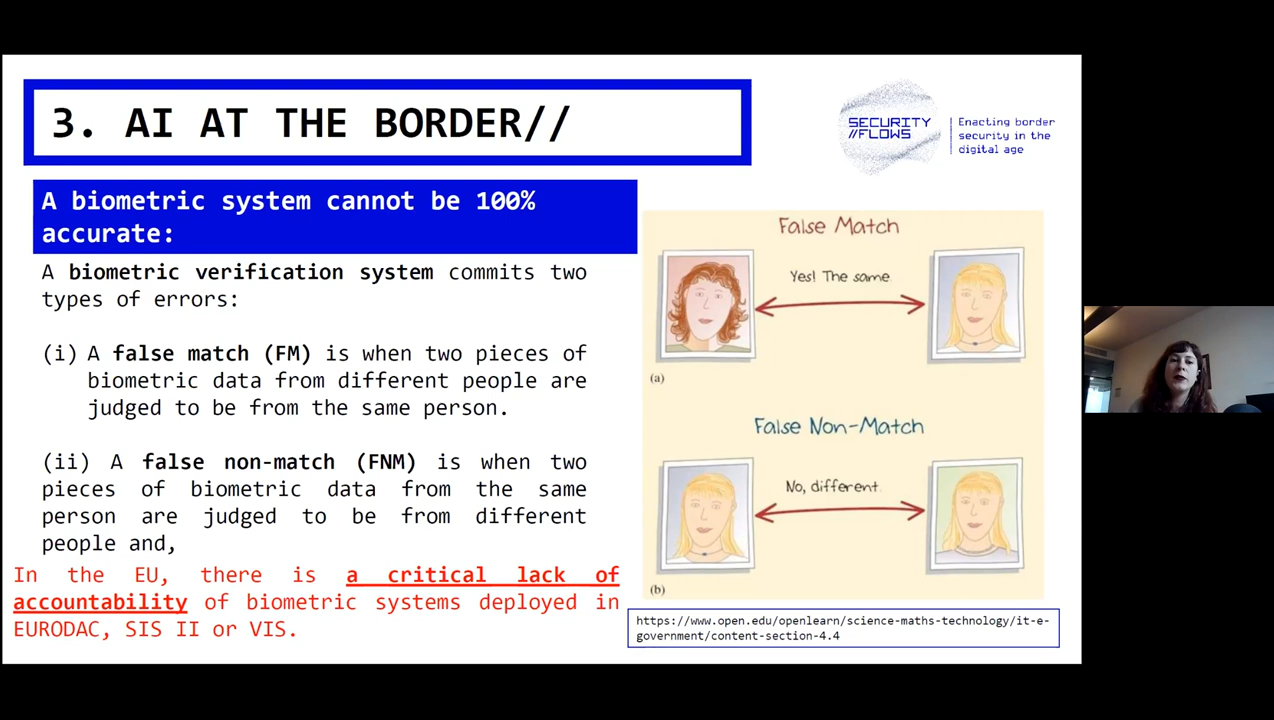 3. AI AT THE BORDER//
SECURITY
//FLOWS
Enacting border
security in the
digital age
A biometric system cannot be 100%
accurate:
A biometric verification system commits two
types of errors:
(i) A false match (FM) is when two pieces of
biometric data from different people are
judged to be from the same person.
(ii) A false non-match (FNM) is when two
pieces of biometric data from the same
person are judged to be from different
people and,
In the EU, there is a critical lack of
accountability of biometric systems deployed in
EURODAC, SIS II or VIS.
False Match
Yes! The same
(a)
False Non-Match
No, different.
(b)
https://www.open.edu/openlearn/science-maths-technology/it-e-
government/content-section-4.4